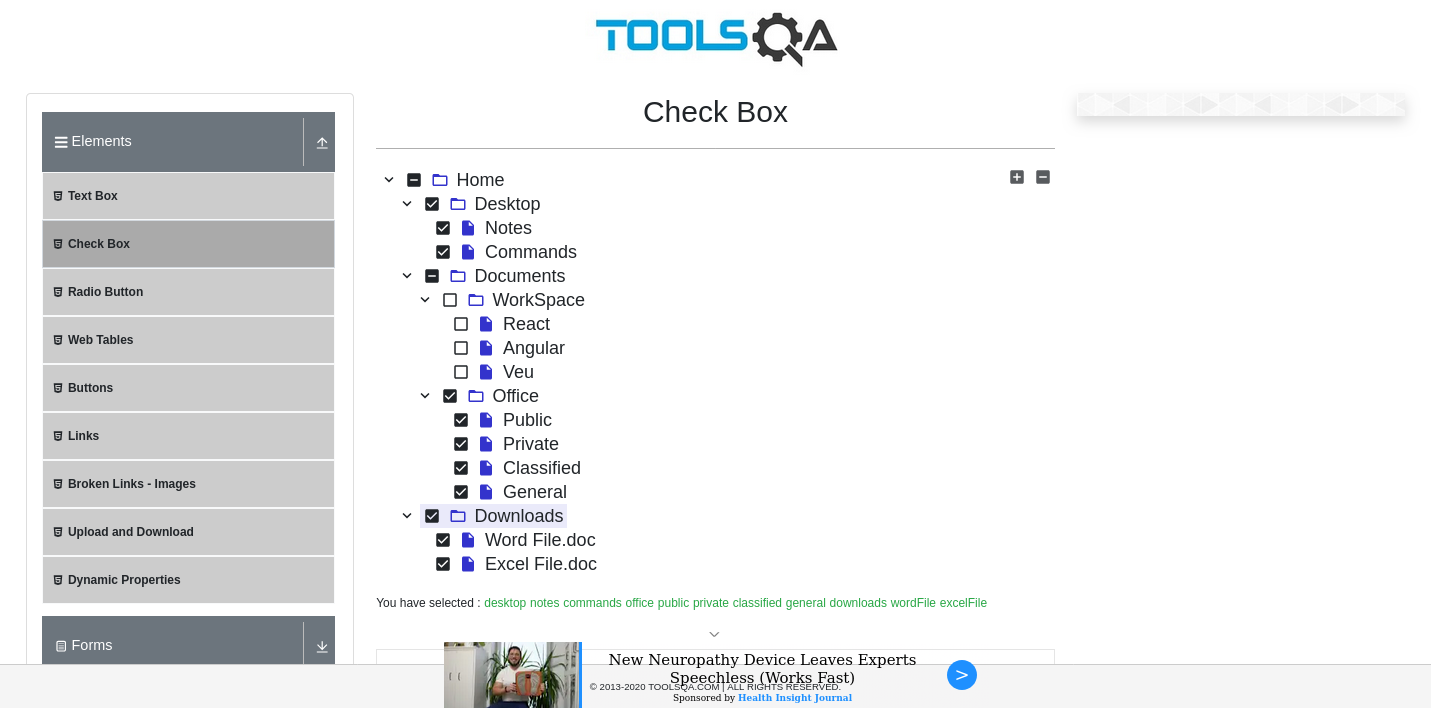 TOOLSQA
Elements
Text Box
Check Box
Radio Button
Web Tables
Buttons
Links
Broken Links - Images
Upload and Download
Dynamic Properties
Forms
Check Box
Home
Desktop
Notes
Commands
Documents
WorkSpace
React
Angular
Veu
Office
Public
Private
Classified
General
Downloads
Word File.doc
Excel File.doc
You have selected : desktop notes commands office public private classified general downloads wordFile excelFile
New Neuropathy Device Leaves Experts
Speechless (Works Fast)
© 2013-2020 TOOLSQA.COM | ALL RIGHTS RESERVED.
Sponsored by Health Insight Journal